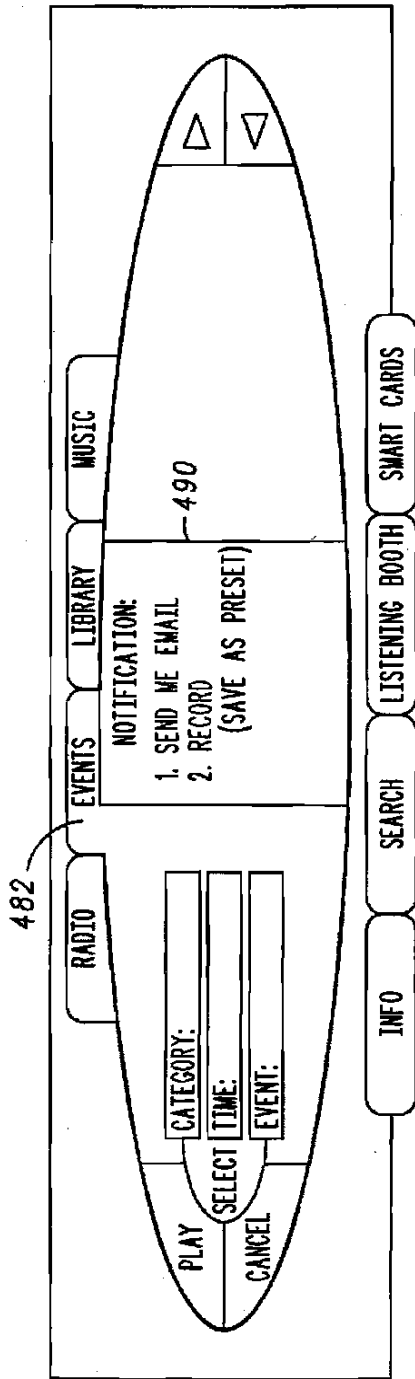 482
RADIO
EVENTS
LIBRARY
MUSIC
PLAY
SELECT
CANCEL
CATEGORY:
TIME:
EVENT:
NOTIFICATION:
1. SEND ME EMAIL
2. RECORD
(SAVE AS PRESET)
490
INFO
SEARCH
LISTENING BOOTH
SMART CARDS